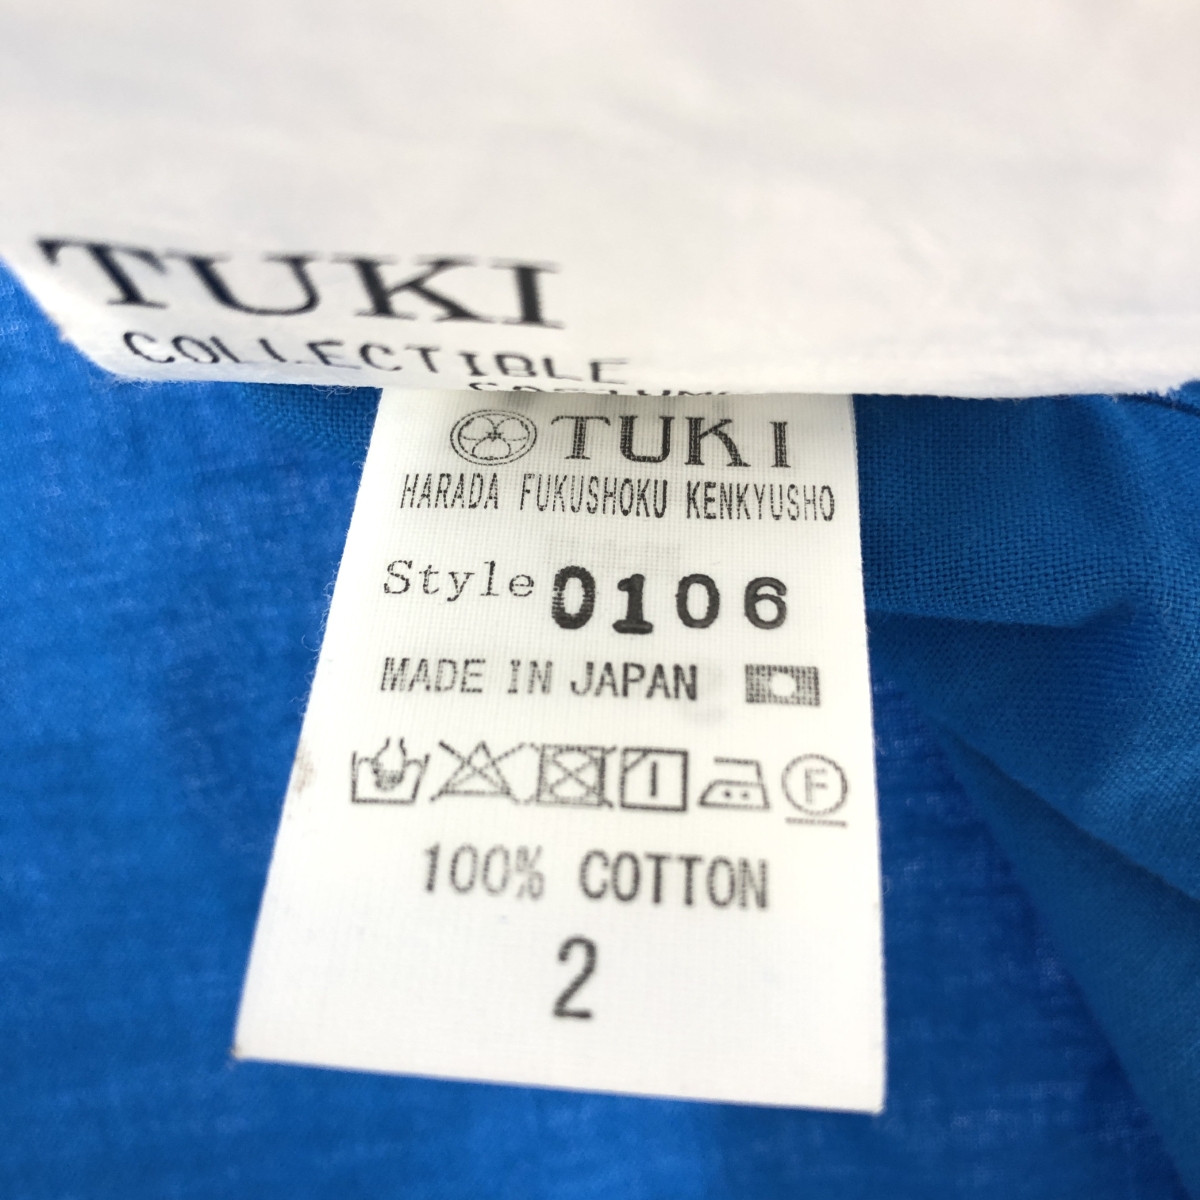 TUKI
COLLECTIBLE
TUKI
HARADA FUKUSHOKU KENKYUSHO
Style 0106
MADE IN JAPAN
F
100% COTTON
2